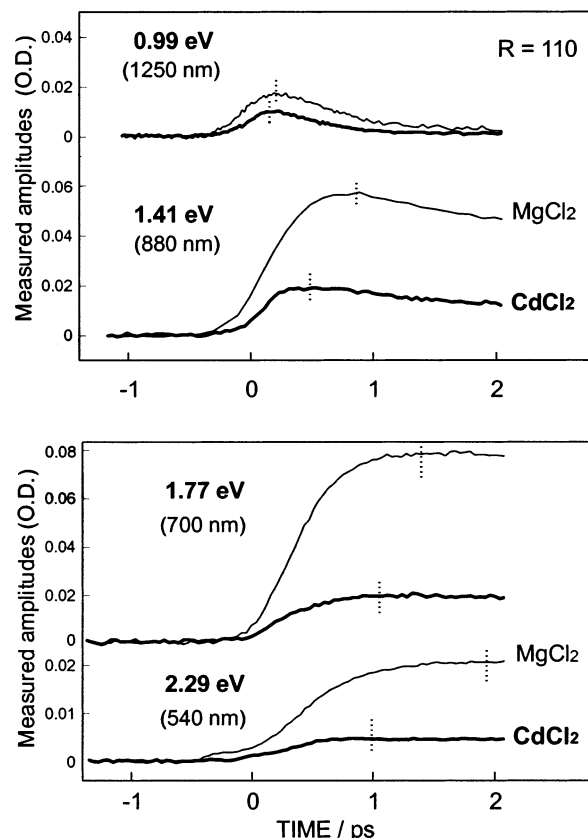 Measured amplitudes (O.D.)
0.04
0.99 eV
R = 110
0.02
(1250 nm)
0
0.06
1.41 eV
MgCl2
0.04
(880 nm)
0.02
CdCl2
0
-1
0
1
2
Measured amplitudes (O.D.)
0.08
1.77 eV
0.06
(700 nm)
0.04
0.02
0
MgCl2
0.02
2.29 eV
0.01
(540 nm)
CdCl2
0
-1
0
1
2
TIME / ps